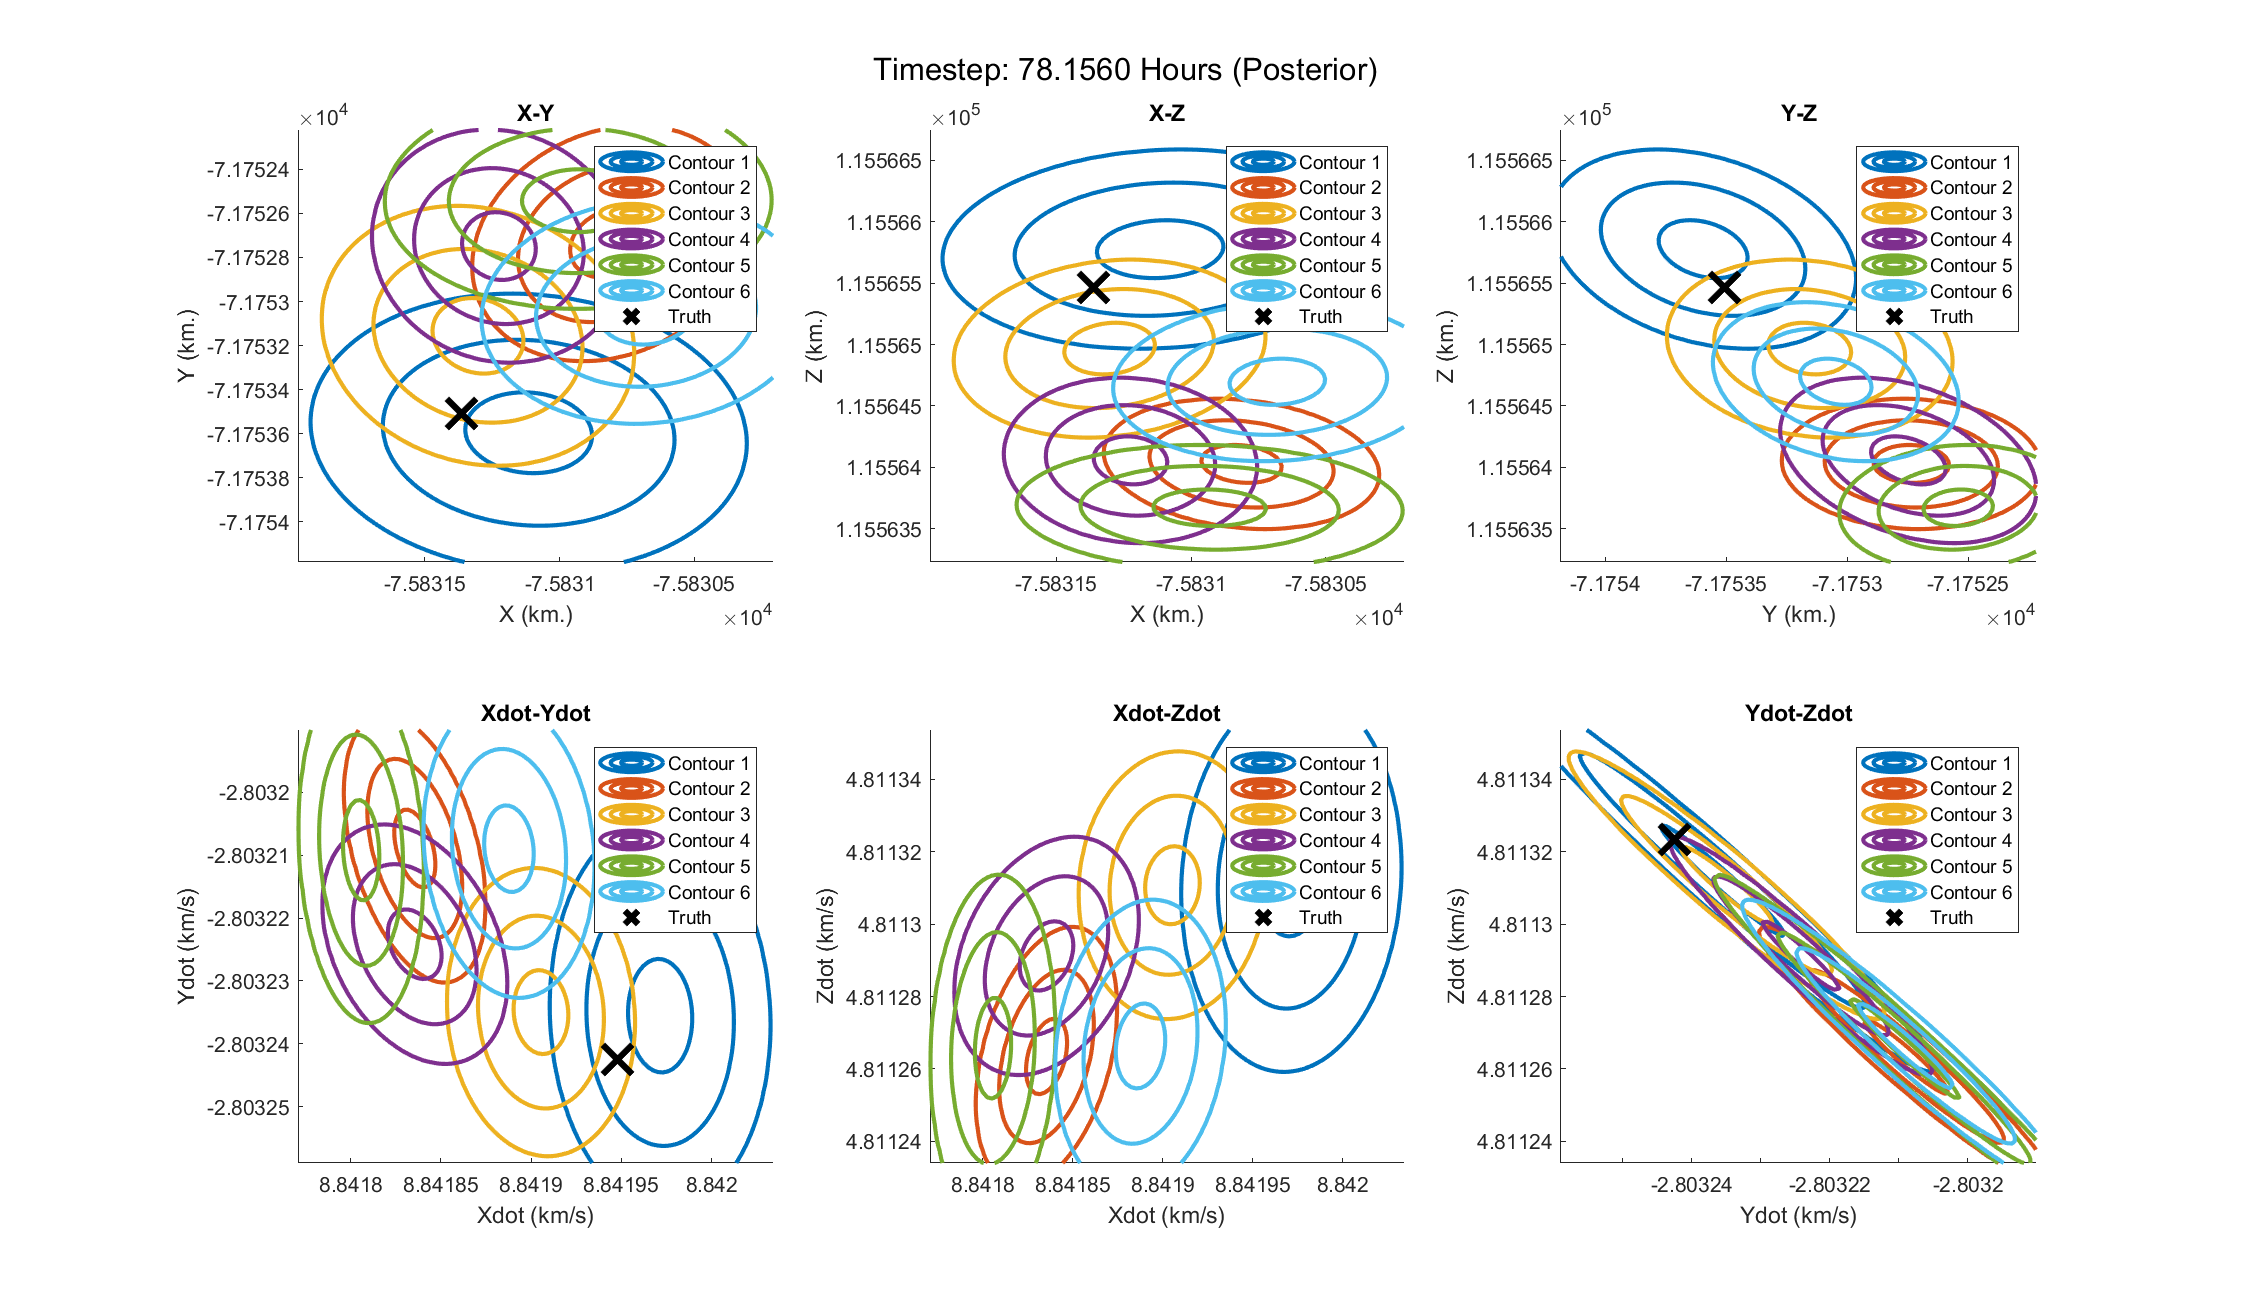 Timestep: 78.1560 Hours (Posterior)
X-Y
×10^4
-7.17524
-7.17526
-7.17528
-7.1753
-7.17532
-7.17534
-7.17536
-7.17538
-7.1754
Y (km.)
-7.58315
-7.5831
-7.58305
X (km.)
×10^4
Contour 1
Contour 2
Contour 3
Contour 4
Contour 5
Contour 6
Truth
X-Z
×10^5
1.155665
1.15566
1.155655
1.15565
1.155645
1.15564
1.155635
Z (km.)
-7.58315
-7.5831
-7.58305
X (km.)
×10^4
Contour 1
Contour 2
Contour 3
Contour 4
Contour 5
Contour 6
Truth
Y-Z
×10^5
1.155665
1.15566
1.155655
1.15565
1.155645
1.15564
1.155635
Z (km.)
-7.1754
-7.17535
-7.1753
-7.17525
Y (km.)
×10^4
Contour 1
Contour 2
Contour 3
Contour 4
Contour 5
Contour 6
Truth
Xdot-Ydot
-2.8032
-2.80321
-2.80322
-2.80323
-2.80324
-2.80325
Ydot (km/s)
8.8418
8.84185
8.8419
8.84195
8.842
Xdot (km/s)
Contour 1
Contour 2
Contour 3
Contour 4
Contour 5
Contour 6
Truth
Xdot-Zdot
4.81134
4.81132
4.8113
4.81128
4.81126
4.81124
Zdot (km/s)
8.8418
8.84185
8.8419
8.84195
8.842
Xdot (km/s)
Contour 1
Contour 2
Contour 3
Contour 4
Contour 5
Contour 6
Truth
Ydot-Zdot
4.81134
4.81132
4.8113
4.81128
4.81126
4.81124
Zdot (km/s)
-2.80324
-2.80322
-2.8032
Ydot (km/s)
Contour 1
Contour 2
Contour 3
Contour 4
Contour 5
Contour 6
Truth